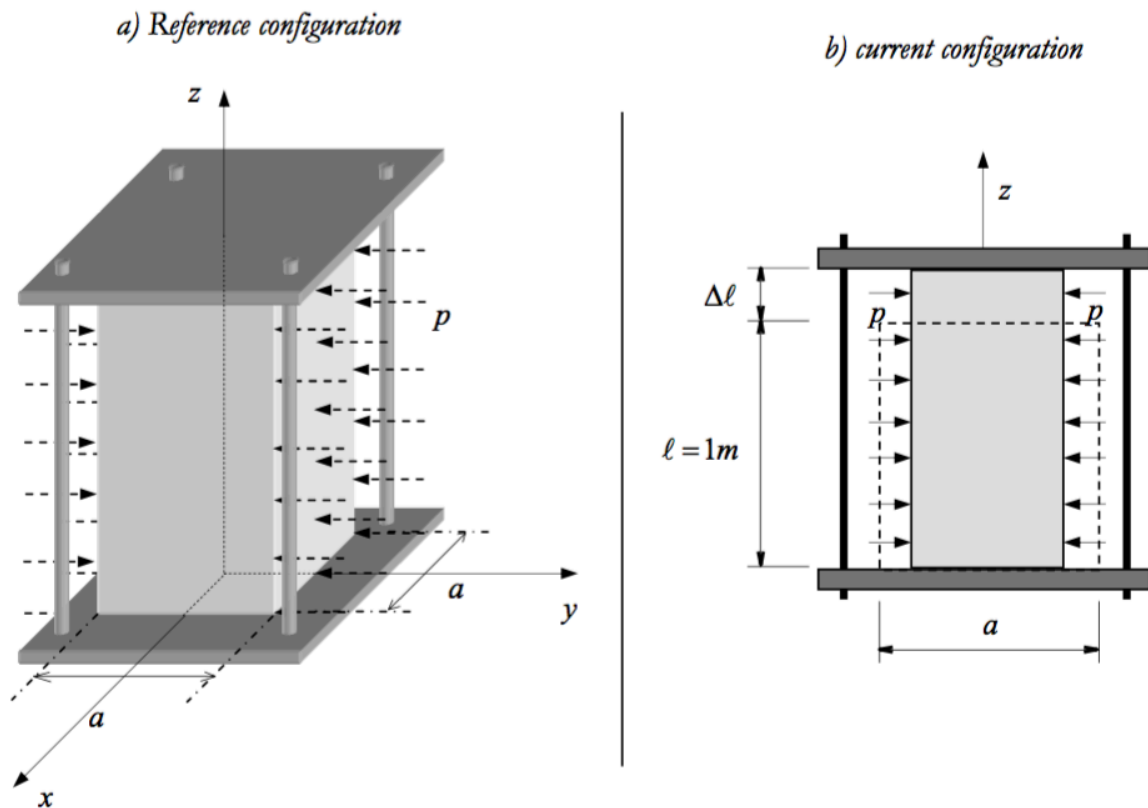 a) Reference configuration
b) current configuration
z
z
Δℓ
p
p
p
ℓ = 1m
a
y
a
a
x